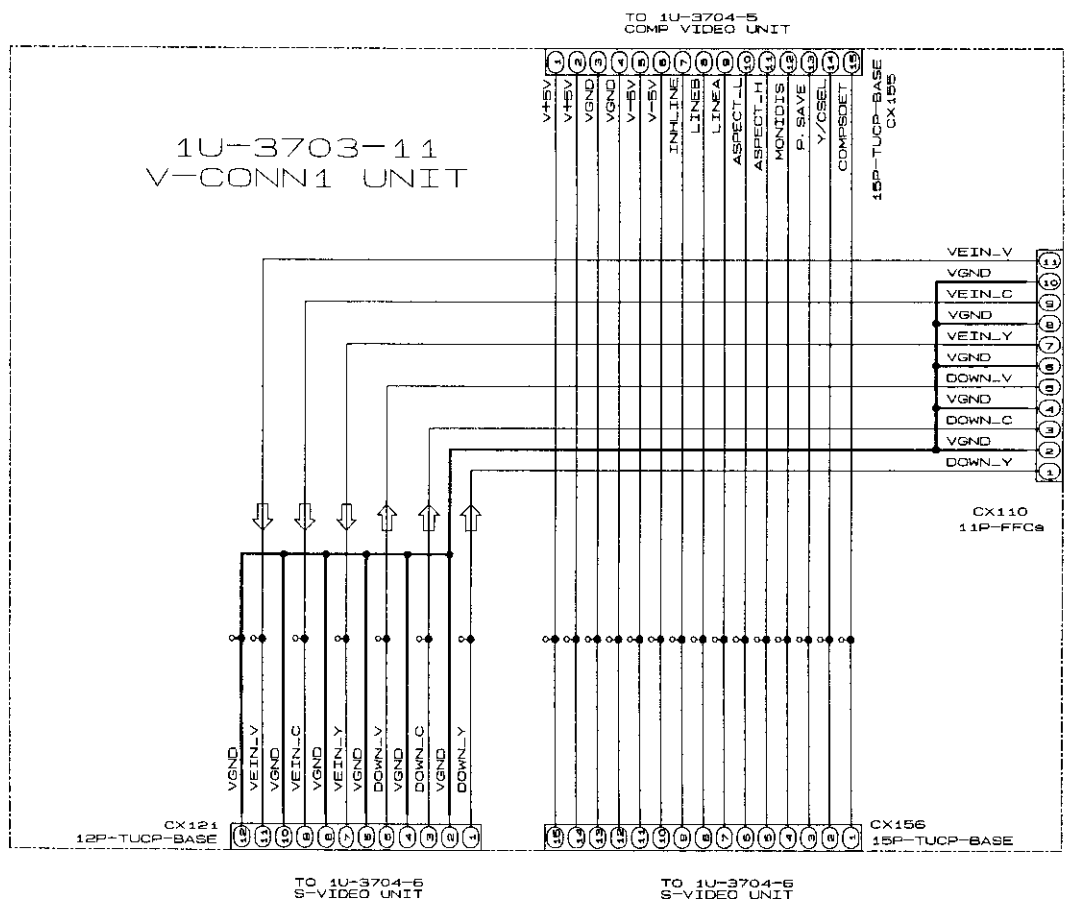 TO 1U-3704-5
COMP VIDEO UNIT
1 2 3 4 5 6 7 8 9 10 11 12 13 14 15
V+5V
V+5V
VGND
VGND
V-5V
V-5V
INHLINE
LINEB
LINEA
ASPECT_L
ASPECT_H
MONIDIS
P. SAVE
Y/CSEL
COMPSDET
15P-TUCP-BASE
CX155
1U-3703-11
V-CONN1 UNIT
VEIN_V 11
VGND 10
VEIN_C 9
VGND 8
VEIN_Y 7
VGND 6
DOWN_V 5
VGND 4
DOWN_C 3
VGND 2
DOWN_Y 1
CX110
11P-FFCs
VGND
VEIN_V
VGND
VEIN_C
VGND
VEIN_Y
VGND
DOWN_V
VGND
DOWN_C
VGND
DOWN_Y
CX121
12P-TUCP-BASE
12 11 10 9 8 7 6 5 4 3 2 1
15 14 13 12 11 10 9 8 7 6 5 4 3 2 1
CX156
15P-TUCP-BASE
TO 1U-3704-6
S-VIDEO UNIT
TO 1U-3704-6
S-VIDEO UNIT